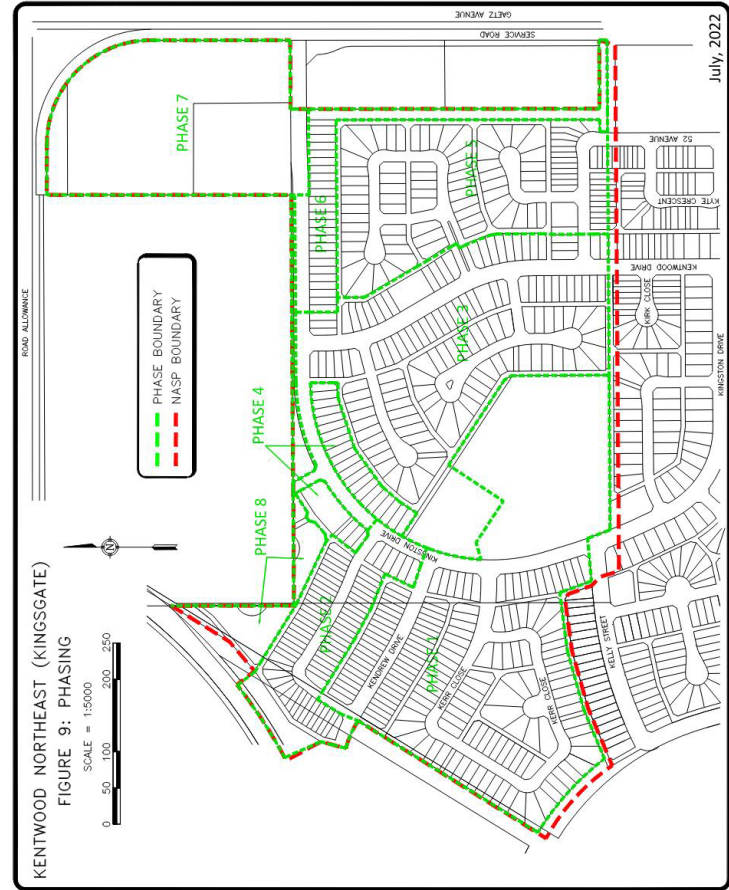 KENTWOOD NORTHEAST (KINGSGATE)
FIGURE 9: PHASING
SCALE = 1:5000
0 50 100 200 250
N
PHASE BOUNDARY
NASP BOUNDARY
ROAD ALLOWANCE
PHASE 8
PHASE 4
PHASE 7
PHASE 6
PHASE 5
PHASE 3
PHASE 2
PHASE 1
GAETZ AVENUE
SERVICE ROAD
52 AVENUE
KYTE CRESCENT
KENTWOOD DRIVE
KIRK CLOSE
KINGSTON DRIVE
KINGSTON DRIVE
KENDREW DRIVE
KERR CLOSE
KERR CLOSE
KELLY STREET
July, 2022